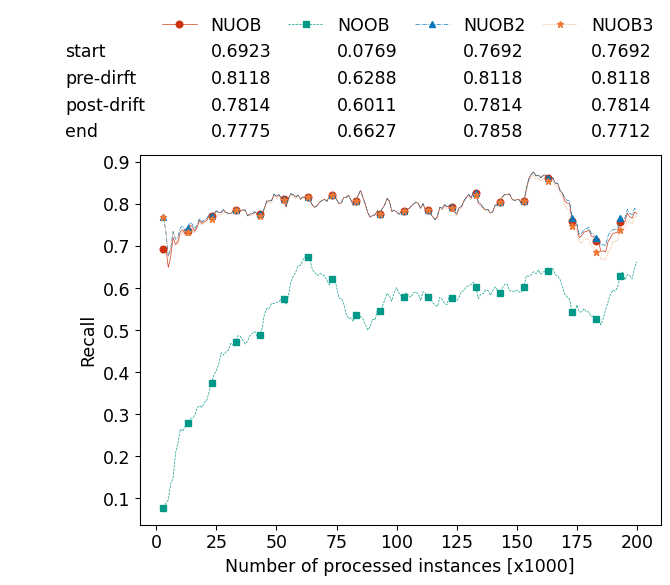 NUOB NOOB NUOB2 NUOB3
start 0.6923 0.0769 0.7692 0.7692
pre-dirft 0.8118 0.6288 0.8118 0.8118
post-drift 0.7814 0.6011 0.7814 0.7814
end 0.7775 0.6627 0.7858 0.7712
0.9
0.8
0.7
0.6
0.5
0.4
0.3
0.2
0.1
Recall
0 25 50 75 100 125 150 175 200
Number of processed instances [x1000]